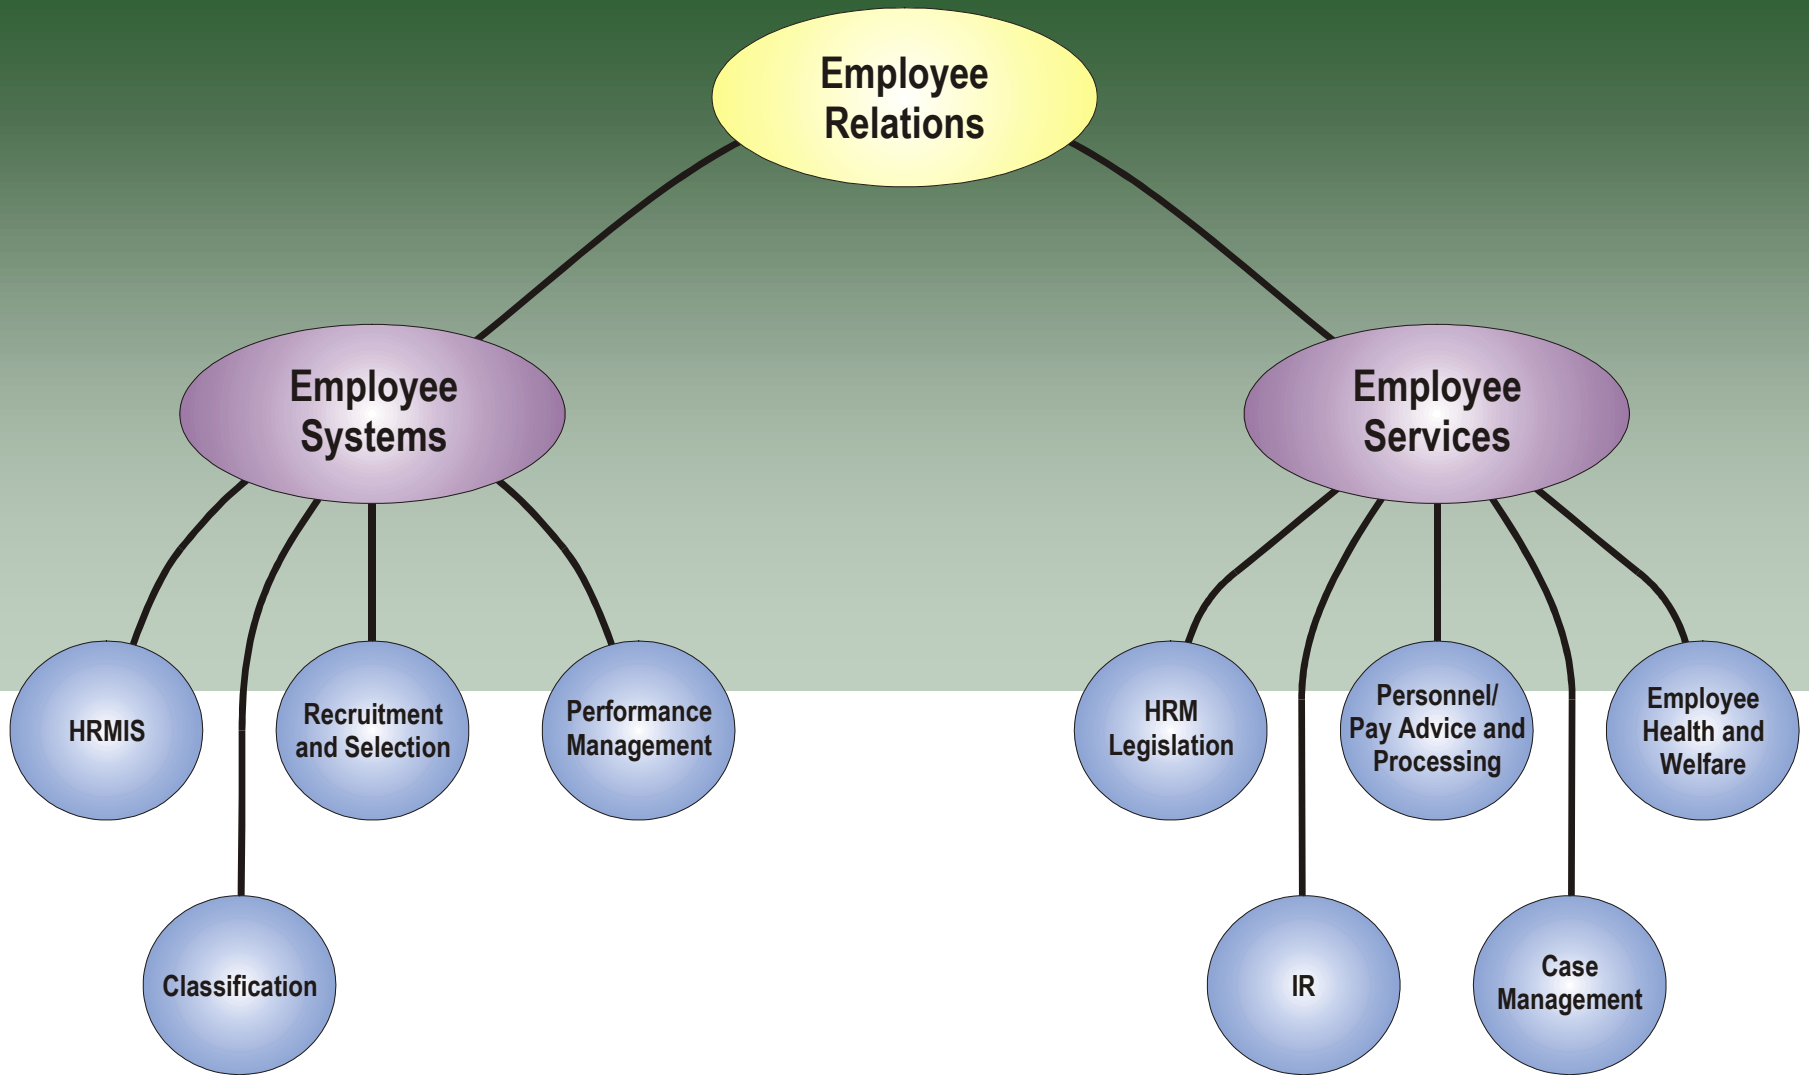 Employee
Relations
Employee
Systems
Employee
Services
HRMIS
Recruitment
and Selection
Performance
Management
HRM
Legislation
Personnel/
Pay Advice and
Processing
Employee
Health and
Welfare
Classification
IR
Case
Management